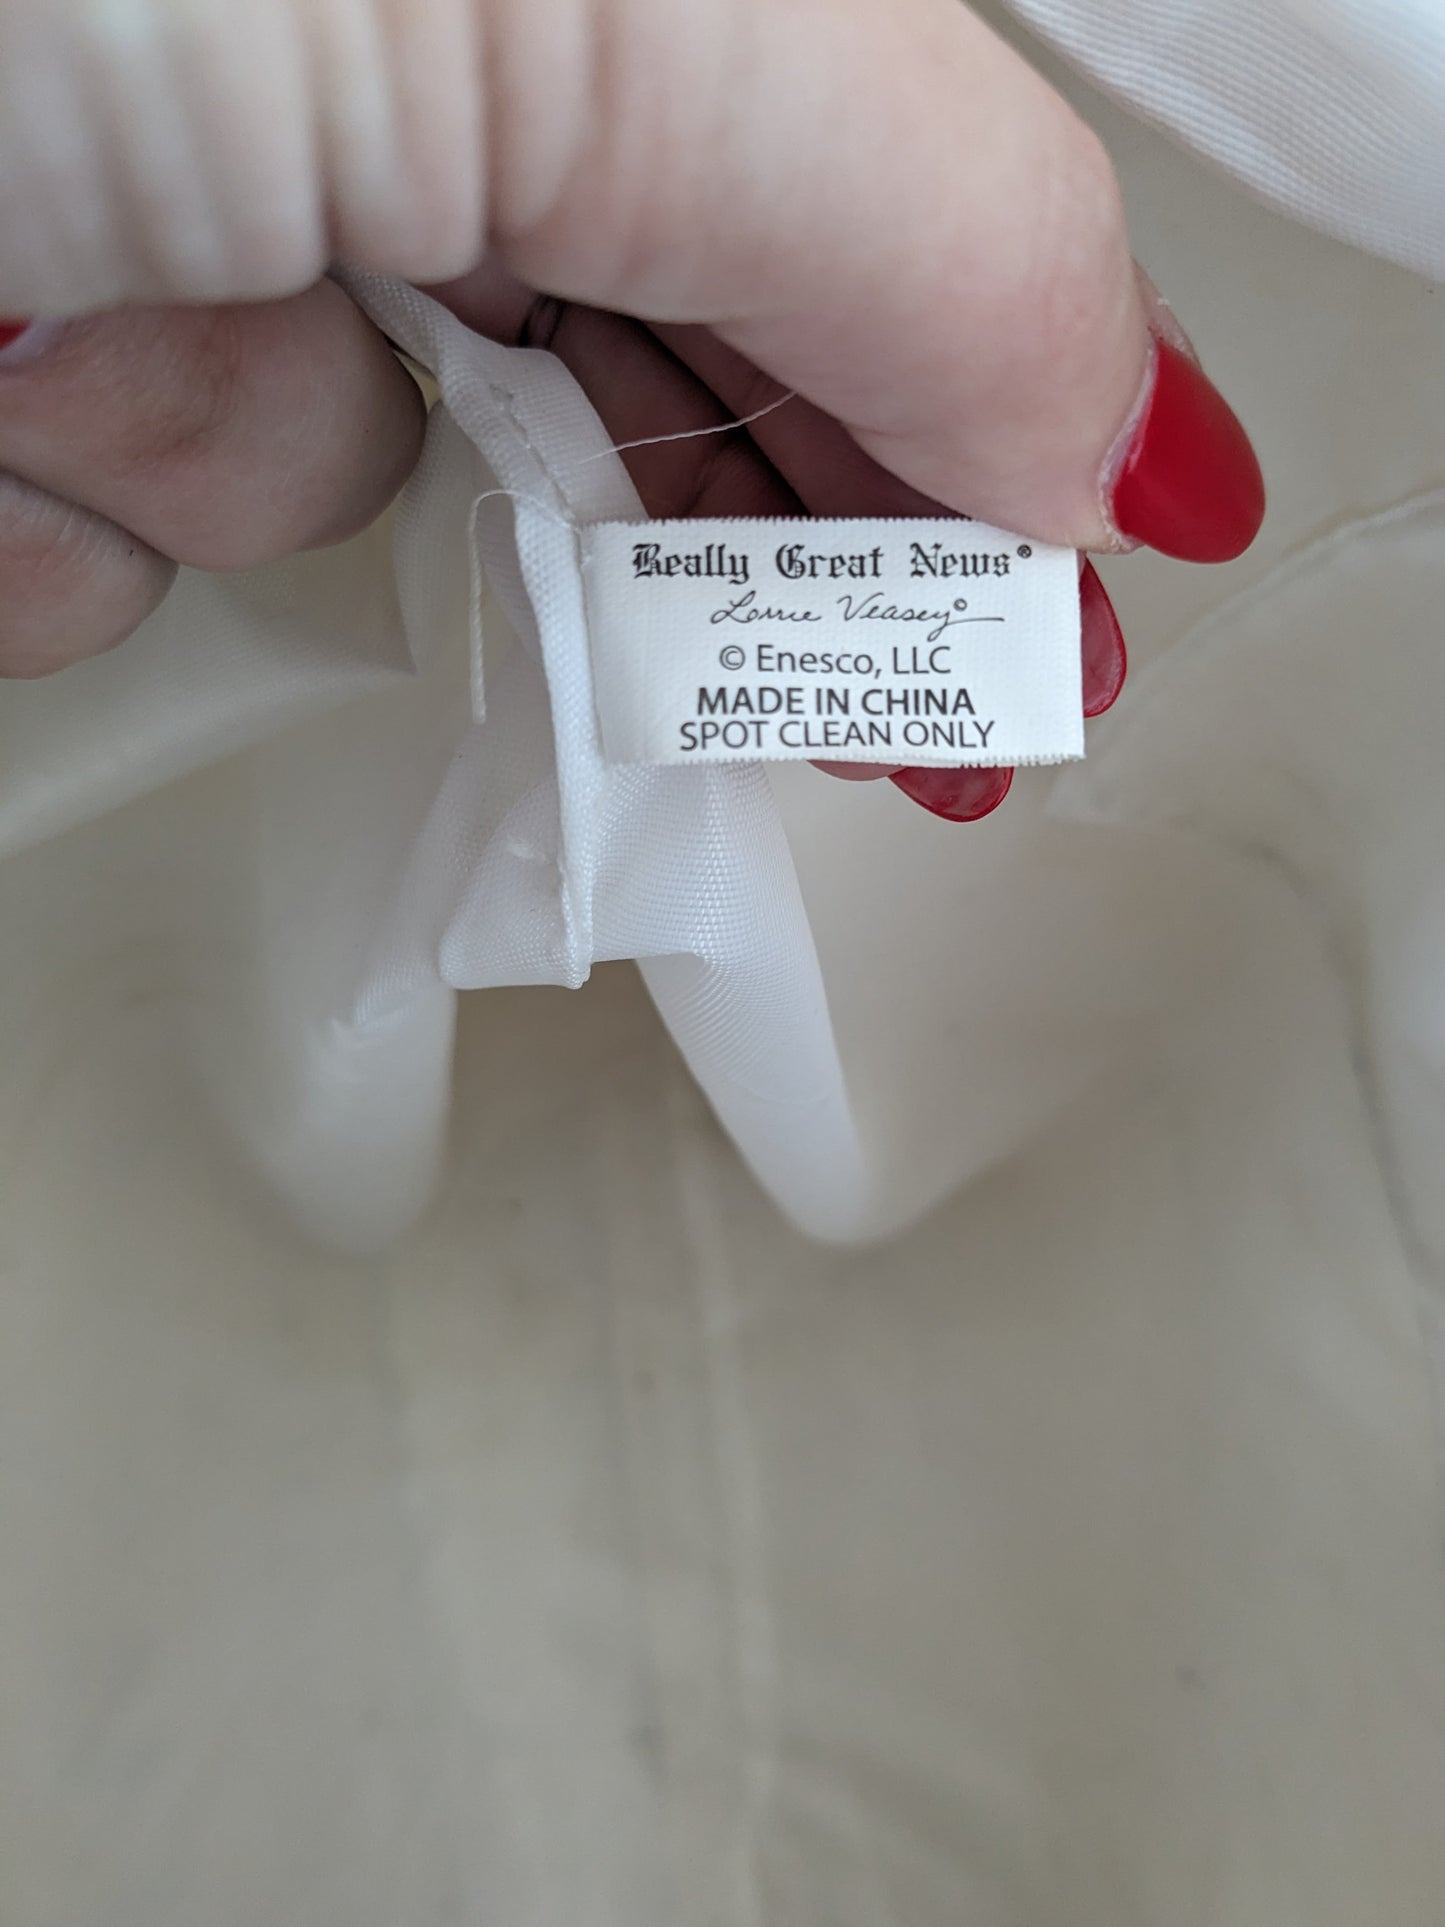 Really Great News®
Lorrie Veasey©
© Enesco, LLC
MADE IN CHINA
SPOT CLEAN ONLY